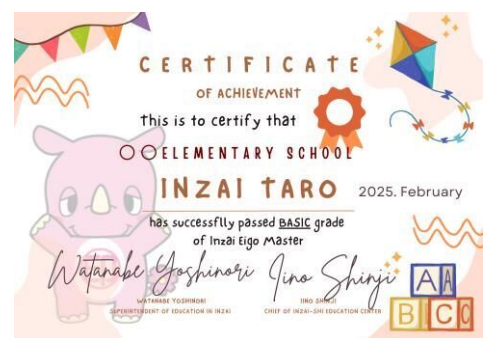 CERTIFICATE
OF ACHIEVEMENT
This is to certify that
〇〇ELEMENTARY SCHOOL
INZAI TARO
2025. February
has successflly passed BASIC grade
of Inzai Eigo Master
Watanabe Yoshinori Iino Shinji
WATANABE YOSHINORI
SUPERINTENDENT OF EDUCATION IN INZAI
IINO SHINJI
CHIEF OF INZAI-SHI EDUCATION CENTER
A A
B C C